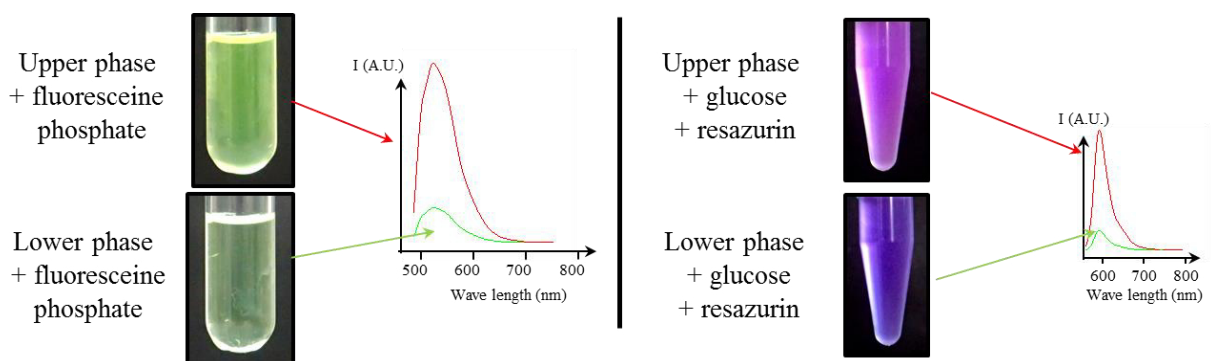 Upper phase
+ fluoresceine
phosphate
I (A.U.)
500 600 700 800
Wave length (nm)
Lower phase
+ fluoresceine
phosphate
Upper phase
+ glucose
+ resazurin
I (A.U.)
600 700 800
Wave length (nm)
Lower phase
+ glucose
+ resazurin